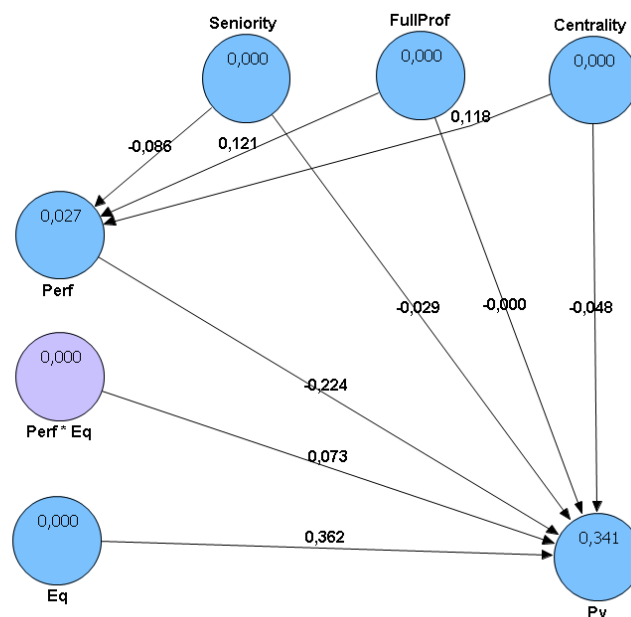 Seniority
FullProf
Centrality
0,000
0,000
0,000
-0,086
0,121
0,118
0,027
Perf
-0,029
-0,000
-0,048
0,000
Perf * Eq
-0,224
0,073
0,000
0,362
0,341
Eq
Py